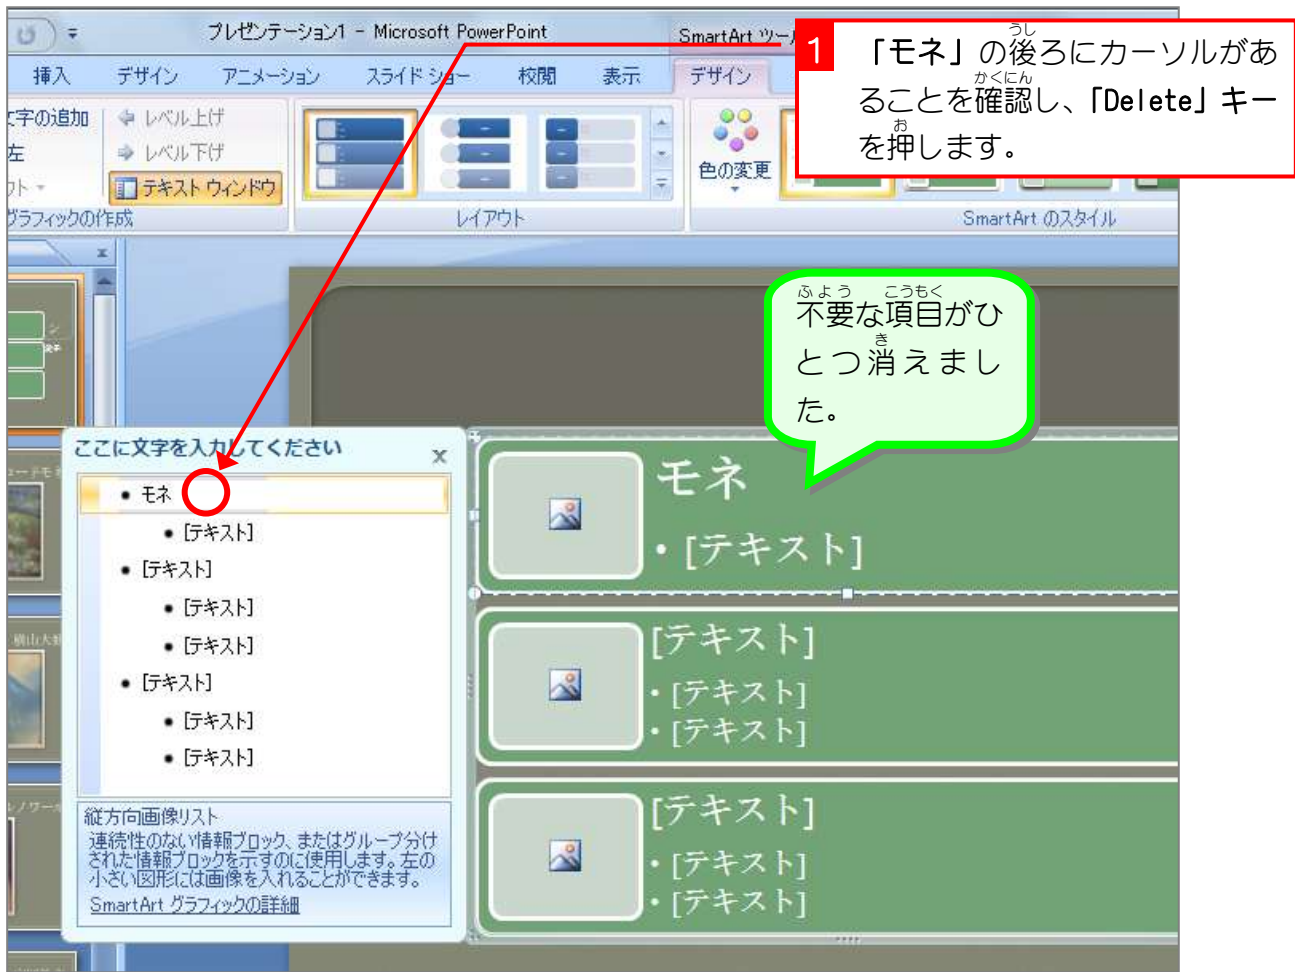 プレゼンテーション1 - Microsoft PowerPoint
SmartArt ツール
挿入 デザイン アニメーション スライド ショー 校閲 表示 デザイン
文字の追加
左
レベル上げ
レベル下げ
テキスト ウィンドウ
グラフィックの作成
レイアウト
色の変更
SmartArt のスタイル
1
うし
「モネ」の後ろにカーソルがあ
かくにん
ることを確認し、「Delete」キー
お
を押します。
ふよう こうもく
不要な項目がひ
き
とつ消えまし
た。
ここに文字を入力してください
x
• モネ
• [テキスト]
• [テキスト]
• [テキスト]
• [テキスト]
• [テキスト]
• [テキスト]
• [テキスト]
縦方向画像リスト
連続性のない情報ブロック、またはグループ分け
された情報ブロックを示すのに使用します。左の
小さい図形には画像を入れることができます。
SmartArt グラフィックの詳細
モネ
• [テキスト]
[テキスト]
• [テキスト]
• [テキスト]
[テキスト]
• [テキスト]
• [テキスト]